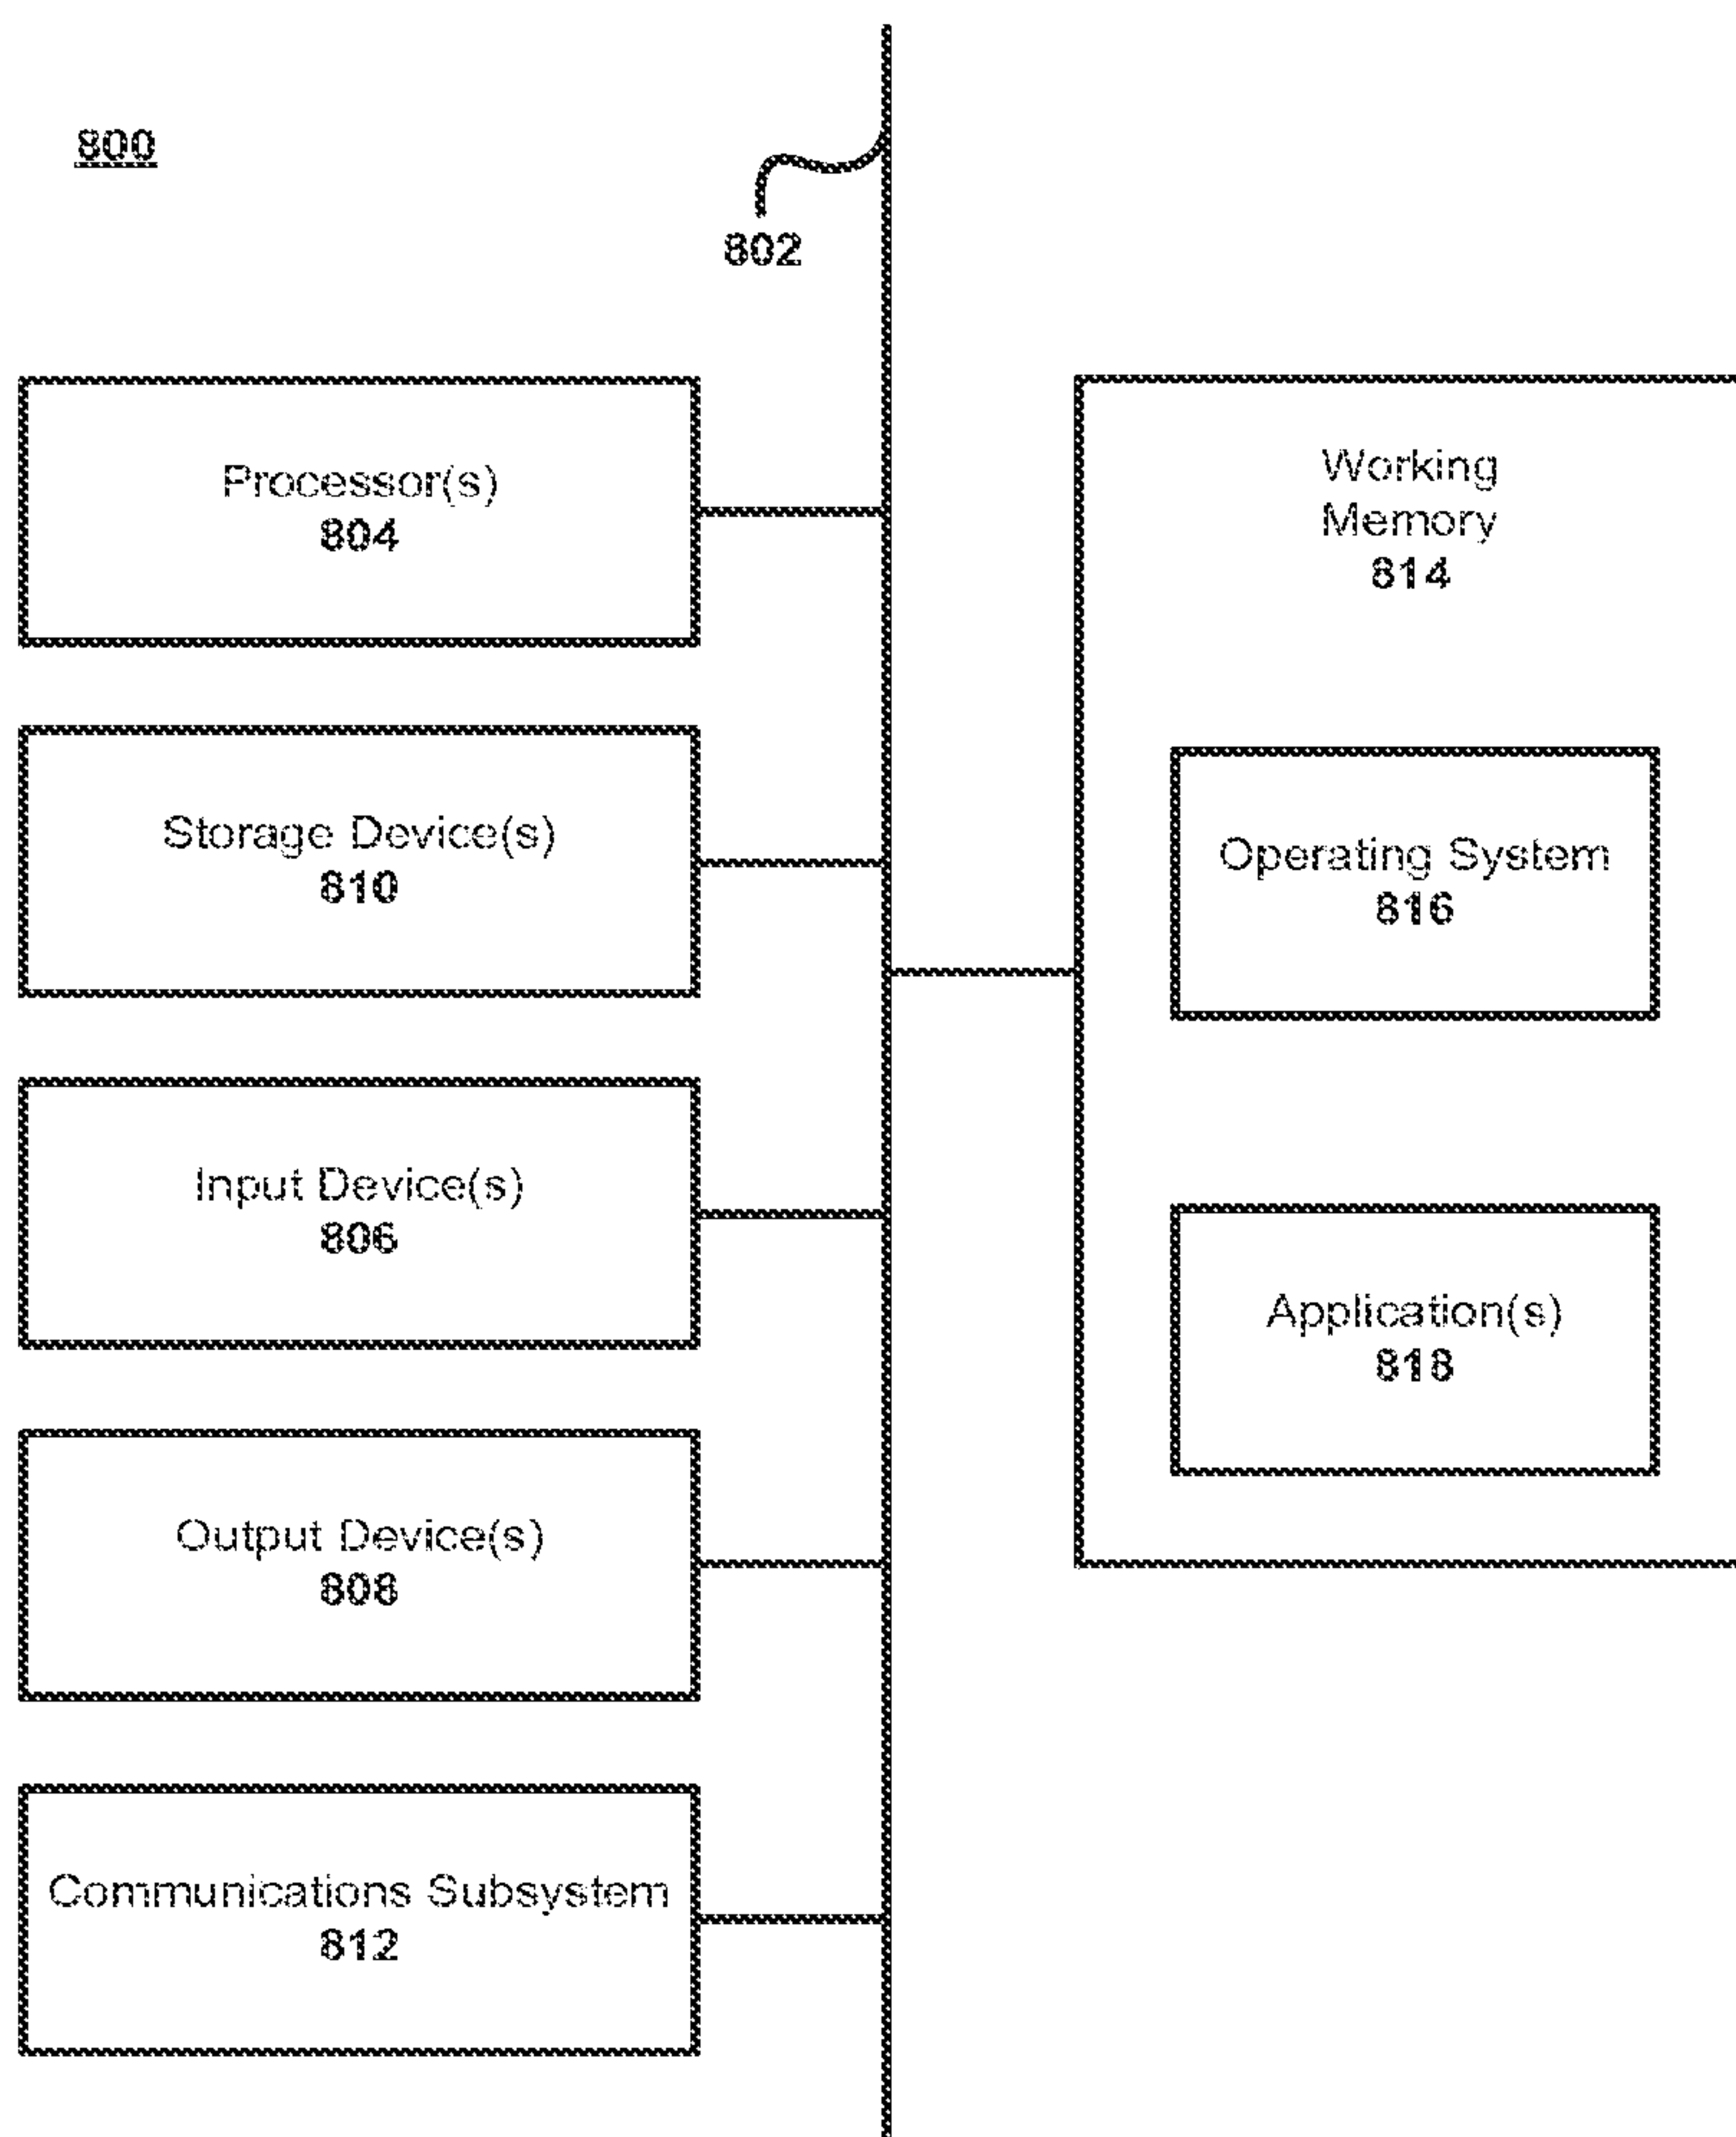 800
802
Processor(s)
804
Storage Device(s)
810
Input Device(s)
806
Output Device(s)
808
Communications Subsystem
812
Working
Memory
814
Operating System
816
Application(s)
818